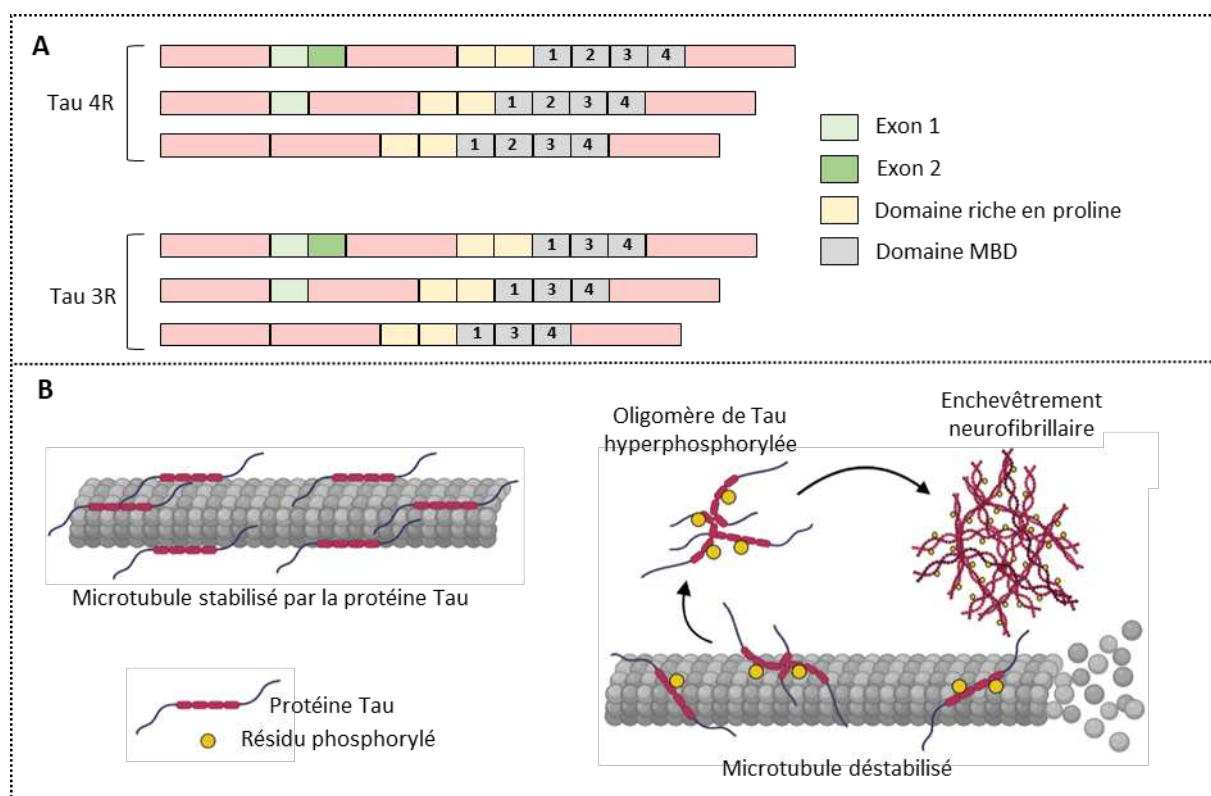 A
Tau 4R
1 2 3 4
1 2 3 4
1 2 3 4
Tau 3R
1 3 4
1 3 4
1 3 4
Exon 1
Exon 2
Domaine riche en proline
Domaine MBD
B
Microtubule stabilisé par la protéine Tau
Protéine Tau
Résidu phosphorylé
Oligomère de Tau
hyperphosphorylée
Enchevêtrement
neurofibrillaire
Microtubule déstabilisé